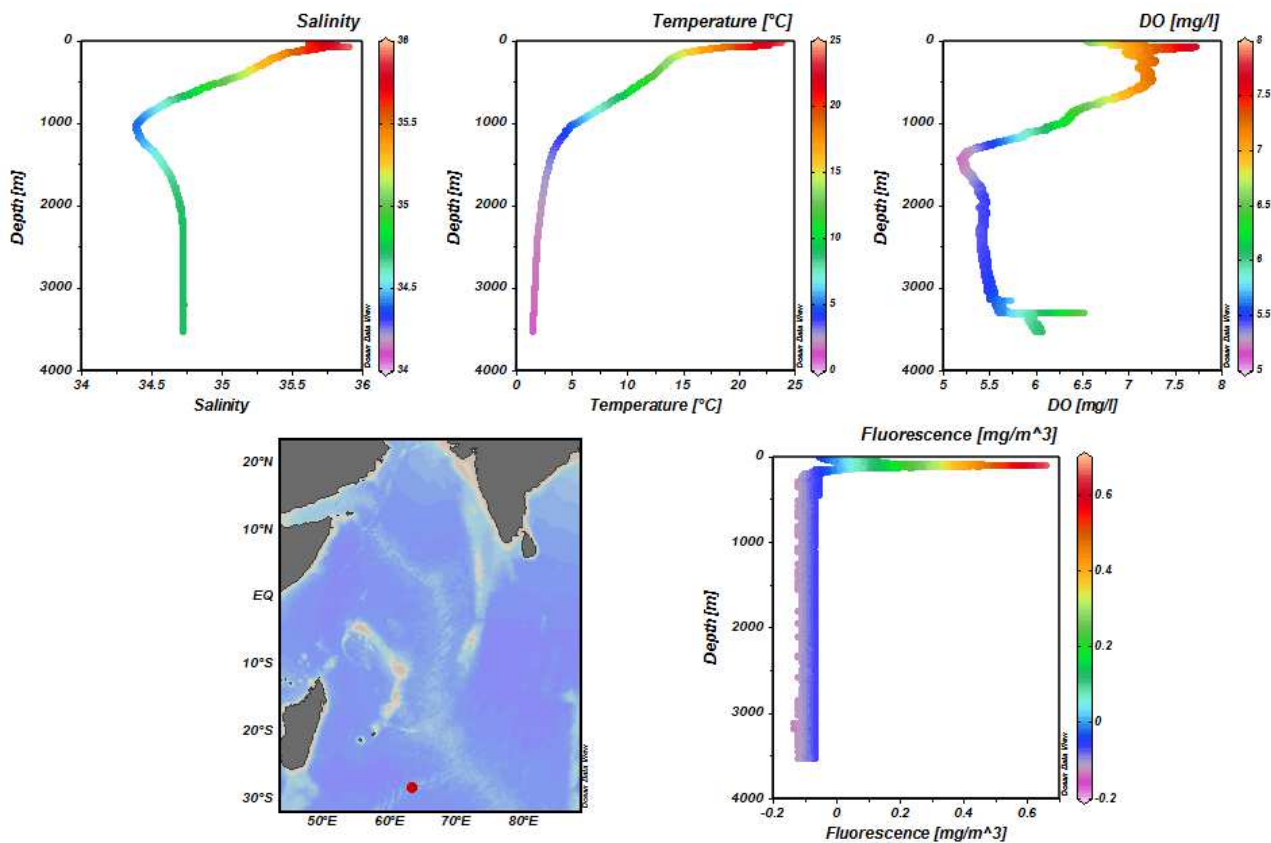 Salinity
0
1000
2000
3000
4000
Depth [m]
34
34.5
35
35.5
36
Salinity
36
35.5
35
34.5
34
Ocean Data View
Temperature [°C]
0
1000
2000
3000
4000
Depth [m]
0
5
10
15
20
25
Temperature [°C]
25
20
15
10
5
0
Ocean Data View
DO [mg/l]
0
1000
2000
3000
4000
Depth [m]
5
5.5
6
6.5
7
7.5
8
DO [mg/l]
8
7.5
7
6.5
6
5.5
5
Ocean Data View
20°N
10°N
EQ
10°S
20°S
30°S
50°E
60°E
70°E
80°E
Ocean Data View
Fluorescence [mg/m^3]
0
1000
2000
3000
4000
Depth [m]
-0.2
0
0.2
0.4
0.6
Fluorescence [mg/m^3]
0.6
0.4
0.2
0
-0.2
Ocean Data View